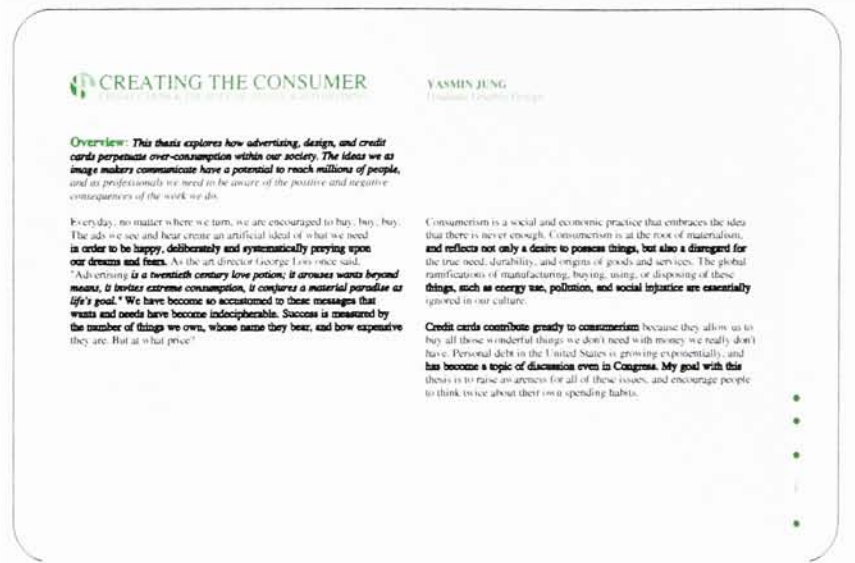 CREATING THE CONSUMER
YASMIN JUNG
Graduate Graphic Design
Overview: This thesis explores how advertising, design, and credit
cards perpetuate over-consumption within our society. The ideas we as
image makers communicate have a potential to reach millions of people,
and as professionals we need to be aware of the positive and negative
consequences of the work we do.
Everyday, no matter where we turn, we are encouraged to buy, buy, buy.
The ads we see and hear create an artificial ideal of what we need
in order to be happy, deliberately and systematically preying upon
our dreams and fears. As the art director George Lois once said,
"Advertising is a twentieth century love potion; it arouses wants beyond
means, it invites extreme consumption, it conjures a material paradise as
life's goal." We have become so accustomed to these messages that
wants and needs have become indecipherable. Success is measured by
the number of things we own, whose name they bear, and how expensive
they are. But at what price?
Consumerism is a social and economic practice that embraces the idea
that there is never enough. Consumerism is at the root of materialism,
and reflects not only a desire to possess things, but also a disregard for
the true need, durability, and origins of goods and services. The global
ramifications of manufacturing, buying, using, or disposing of these
things, such as energy use, pollution, and social injustice are essentially
ignored in our culture.
Credit cards contribute greatly to consumerism because they allow us to
buy all those wonderful things we don't need with money we really don't
have. Personal debt in the United States is growing exponentially, and
has become a topic of discussion even in Congress. My goal with this
thesis is to raise awareness for all of these issues, and encourage people
to think twice about their own spending habits.